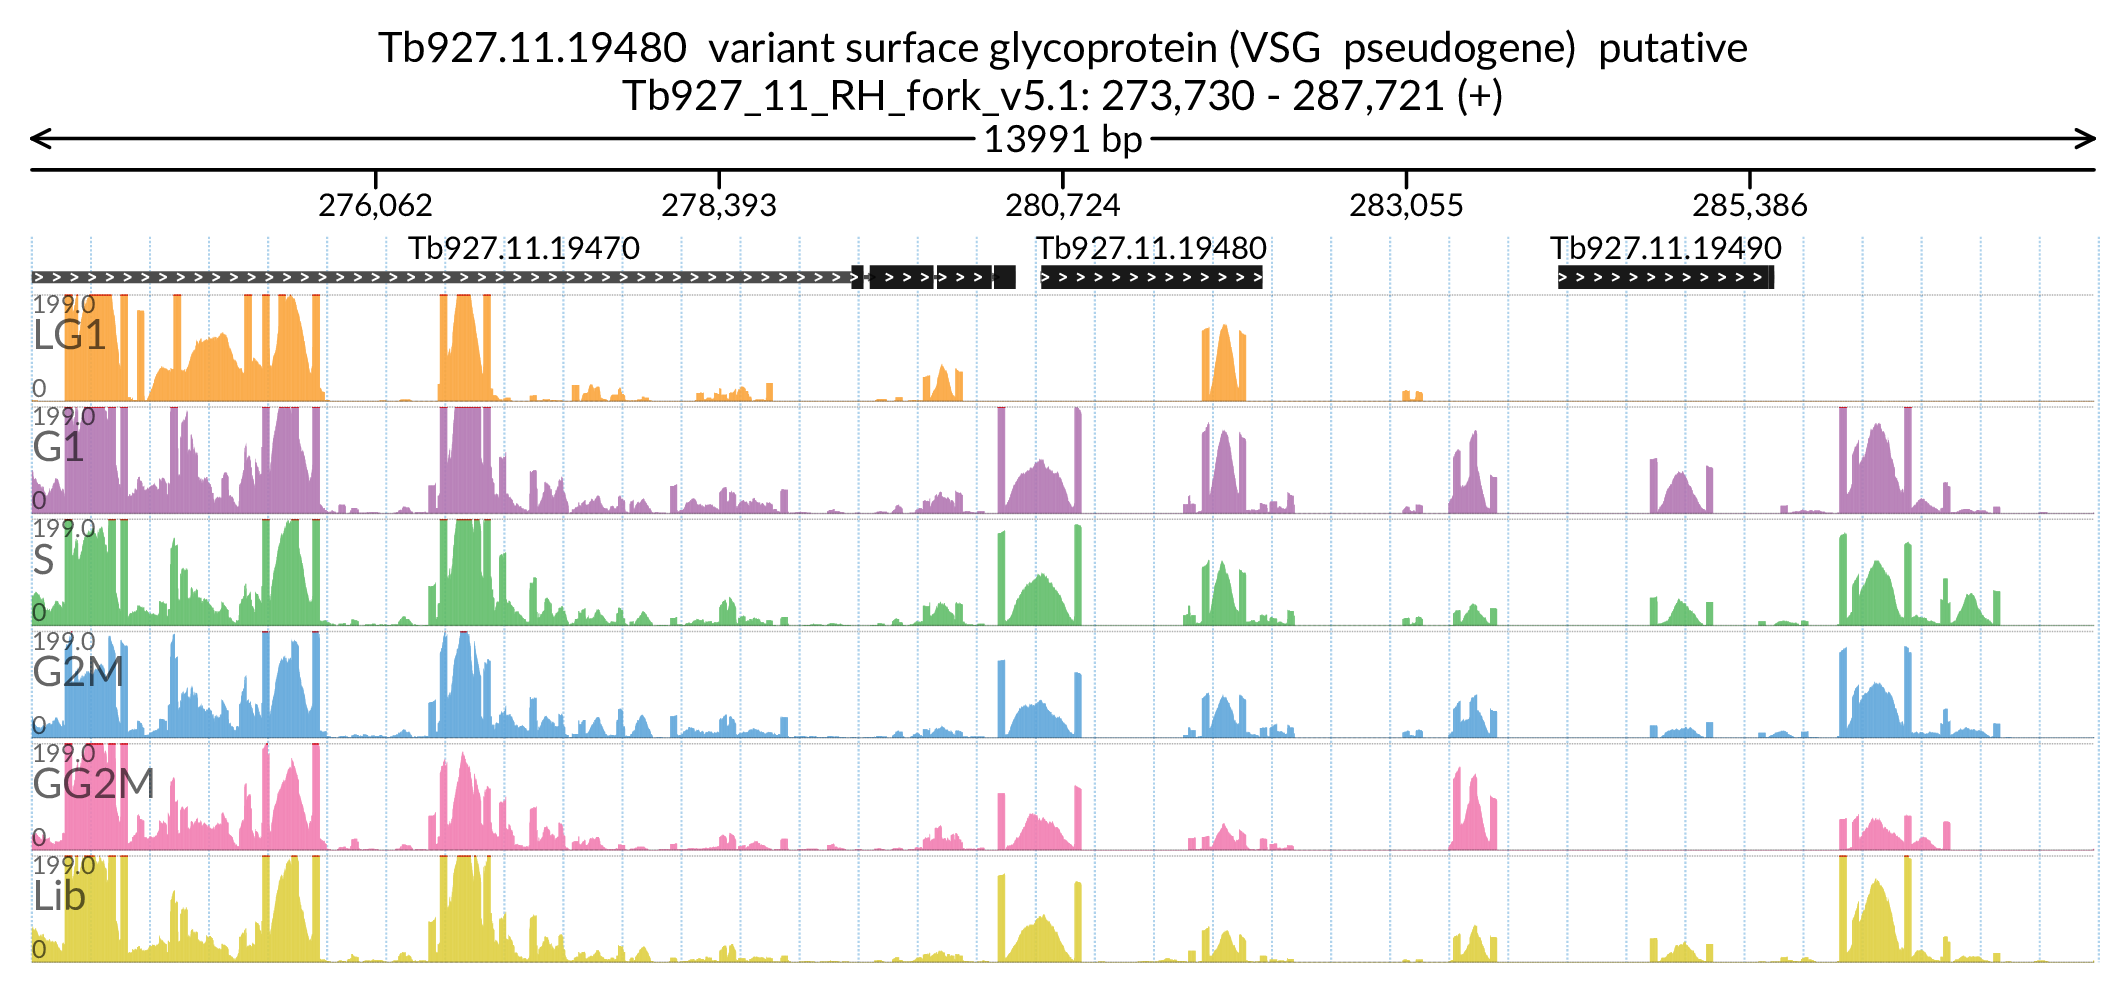 Tb927.11.19480 variant surface glycoprotein (VSG pseudogene) putative
Tb927_11_RH_fork_v5.1: 273,730 - 287,721 (+)
13991 bp
276,062 278,393 280,724 283,055 285,386
Tb927.11.19470 Tb927.11.19480 Tb927.11.19490
199.0
LG1
0
199.0
G1
0
199.0
S
0
199.0
G2M
0
199.0
GG2M
0
199.0
Lib
0